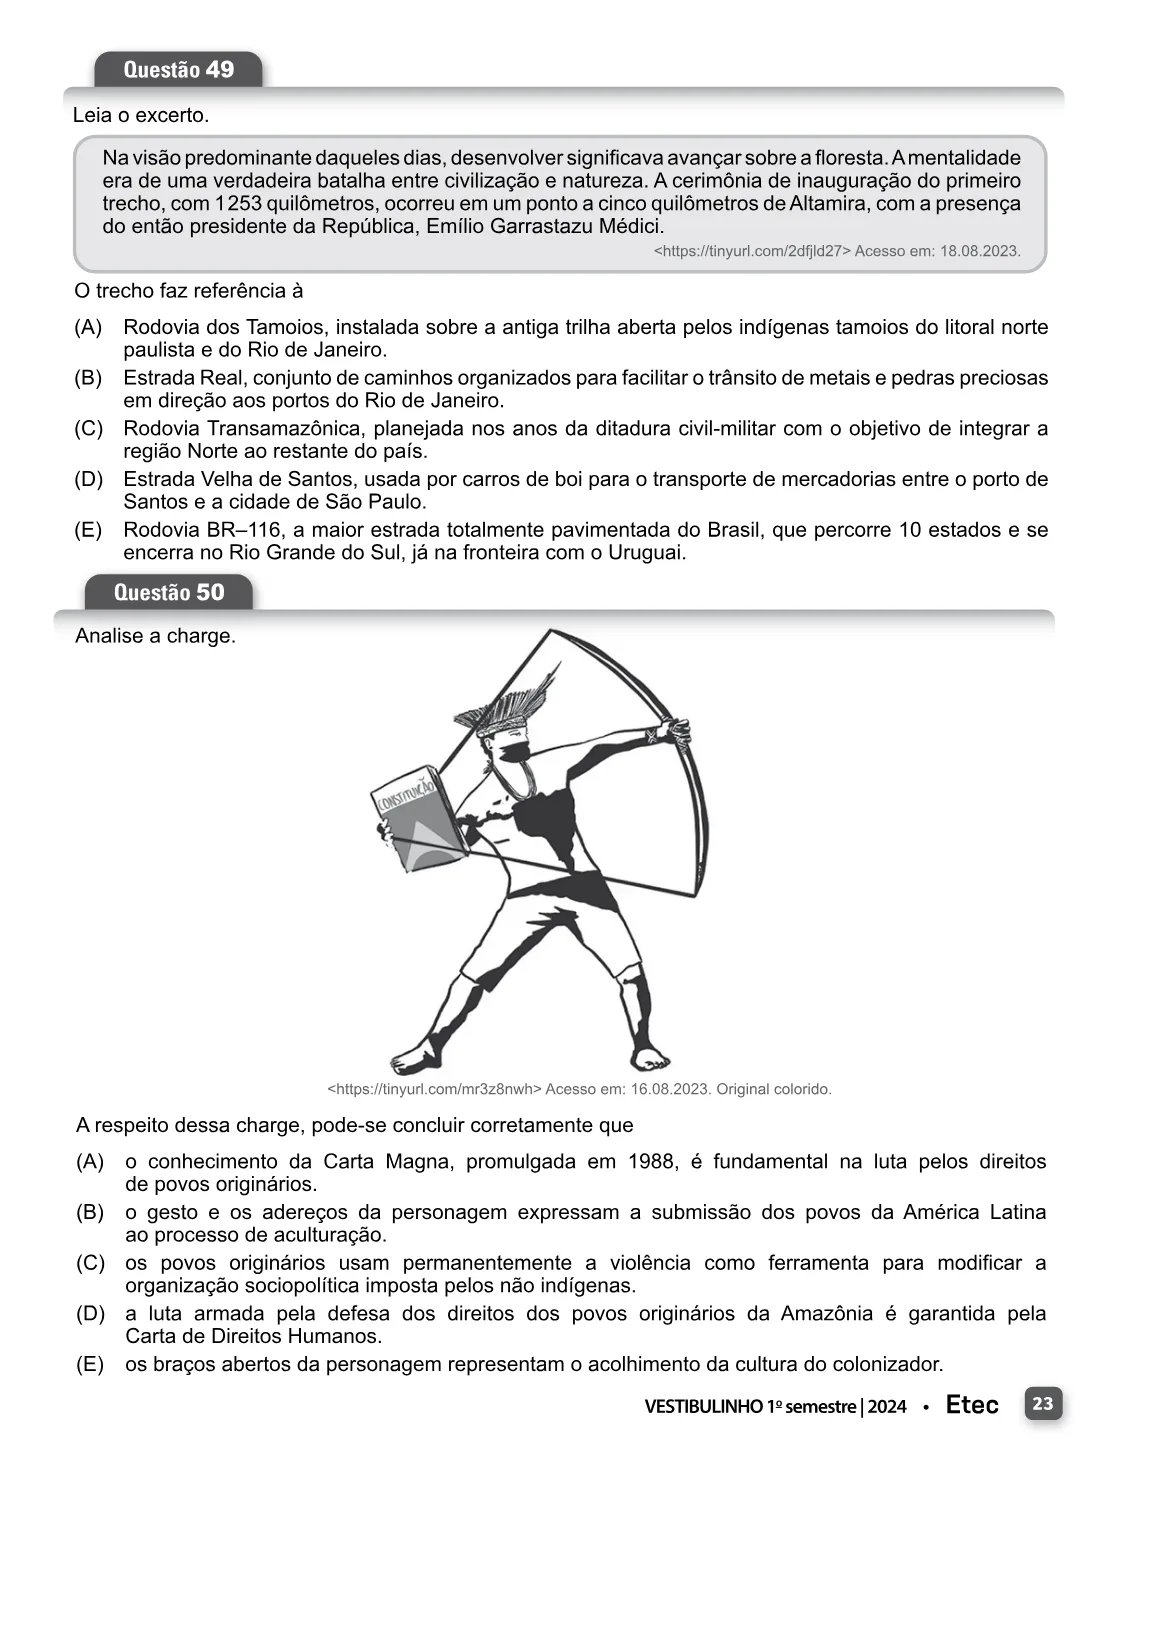 Questão 49
Leia o excerto.
Na visão predominante daqueles dias, desenvolver significava avançar sobre a floresta. A mentalidade
era de uma verdadeira batalha entre civilização e natureza. A cerimônia de inauguração do primeiro
trecho, com 1 253 quilômetros, ocorreu em um ponto a cinco quilômetros de Altamira, com a presença
do então presidente da República, Emílio Garrastazu Médici.
<https://tinyurl.com/2dfjld27> Acesso em: 18.08.2023.
O trecho faz referência à
(A) Rodovia dos Tamoios, instalada sobre a antiga trilha aberta pelos indígenas tamoios do litoral norte
paulista e do Rio de Janeiro.
(B) Estrada Real, conjunto de caminhos organizados para facilitar o trânsito de metais e pedras preciosas
em direção aos portos do Rio de Janeiro.
(C) Rodovia Transamazônica, planejada nos anos da ditadura civil-militar com o objetivo de integrar a
região Norte ao restante do país.
(D) Estrada Velha de Santos, usada por carros de boi para o transporte de mercadorias entre o porto de
Santos e a cidade de São Paulo.
(E) Rodovia BR–116, a maior estrada totalmente pavimentada do Brasil, que percorre 10 estados e se
encerra no Rio Grande do Sul, já na fronteira com o Uruguai.
Questão 50
Analise a charge.
CONSTITUIÇÃO
<https://tinyurl.com/mr3z8nwh> Acesso em: 16.08.2023. Original colorido.
A respeito dessa charge, pode-se concluir corretamente que
(A) o conhecimento da Carta Magna, promulgada em 1988, é fundamental na luta pelos direitos
de povos originários.
(B) o gesto e os adereços da personagem expressam a submissão dos povos da América Latina
ao processo de aculturação.
(C) os povos originários usam permanentemente a violência como ferramenta para modificar a
organização sociopolítica imposta pelos não indígenas.
(D) a luta armada pela defesa dos direitos dos povos originários da Amazônia é garantida pela
Carta de Direitos Humanos.
(E) os braços abertos da personagem representam o acolhimento da cultura do colonizador.
VESTIBULINHO 1º semestre | 2024 • Etec 23